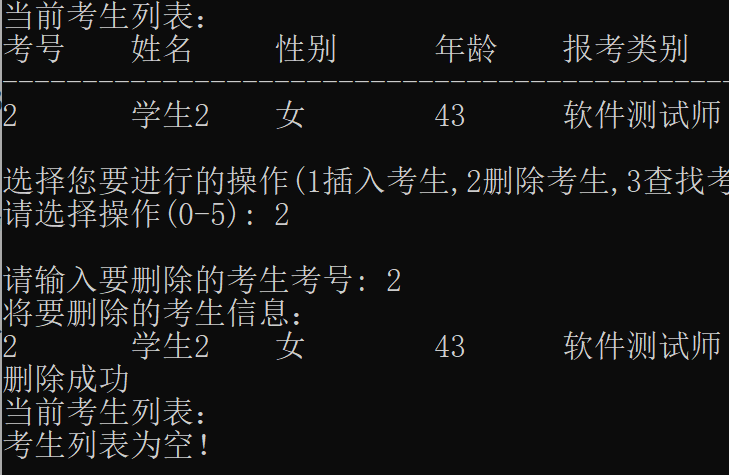 当前考生列表:
考号 姓名 性别 年龄 报考类别
----------------------------------------------
2 学生2 女 43 软件测试师
选择您要进行的操作(1插入考生,2删除考生,3查找考
请选择操作(0-5): 2
请输入要删除的考生考号: 2
将要删除的考生信息:
2 学生2 女 43 软件测试师
删除成功
当前考生列表:
考生列表为空!